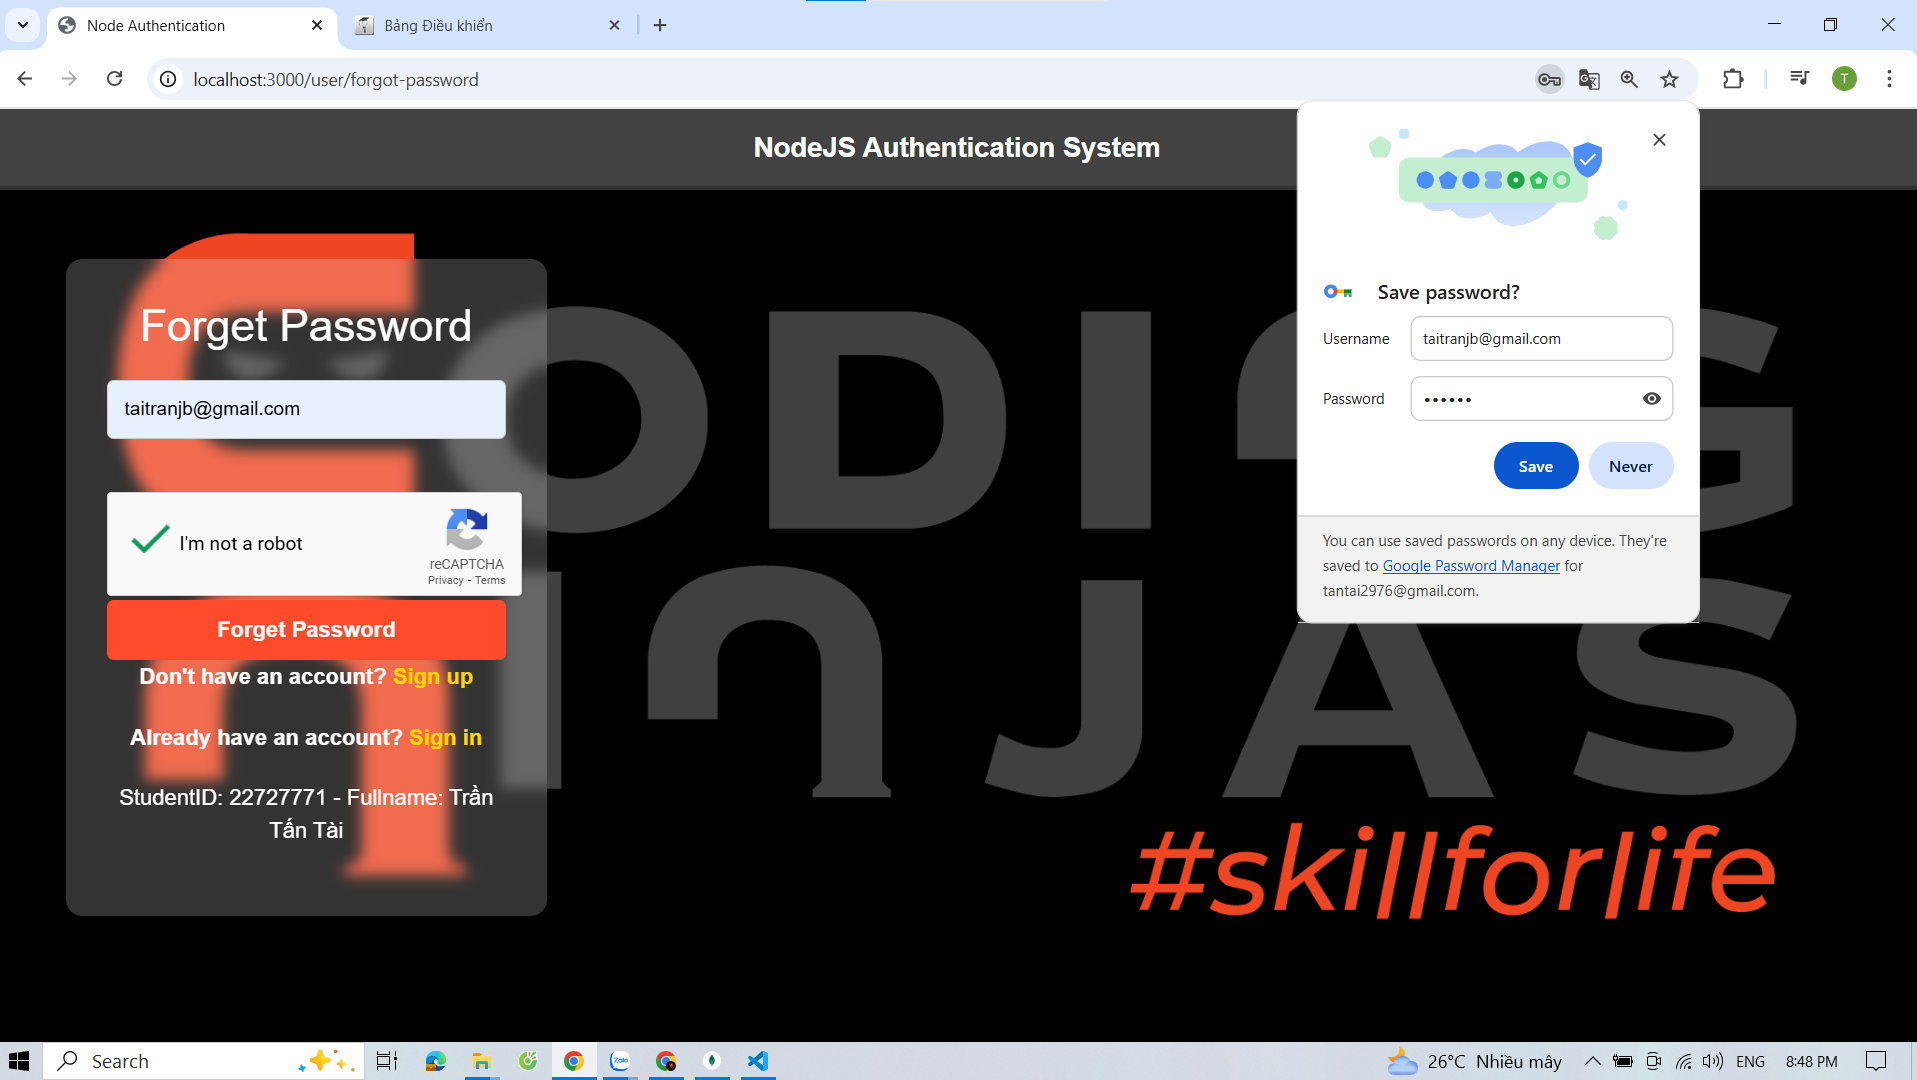 Node Authentication
Bảng Điều khiển
localhost:3000/user/forgot-password
T
NodeJS Authentication System
Forget Password
taitranjb@gmail.com
I'm not a robot
reCAPTCHA
Privacy - Terms
Forget Password
Don't have an account? Sign up
Already have an account? Sign in
StudentID: 22727771 - Fullname: Trần
Tấn Tài
Save password?
Username
taitranjb@gmail.com
Password
••••••
Save
Never
You can use saved passwords on any device. They're
saved to Google Password Manager for
tantai2976@gmail.com.
#skillforlife
Search
Zalo
26°C Nhiều mây
ENG
8:48 PM